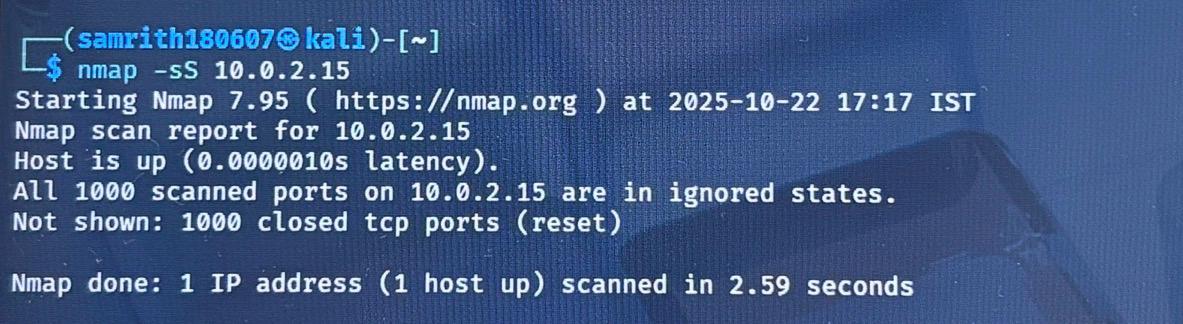 ┌──(samrith180607㉿kali)-[~]
└─$ nmap -sS 10.0.2.15
Starting Nmap 7.95 ( https://nmap.org ) at 2025-10-22 17:17 IST
Nmap scan report for 10.0.2.15
Host is up (0.0000010s latency).
All 1000 scanned ports on 10.0.2.15 are in ignored states.
Not shown: 1000 closed tcp ports (reset)
Nmap done: 1 IP address (1 host up) scanned in 2.59 seconds